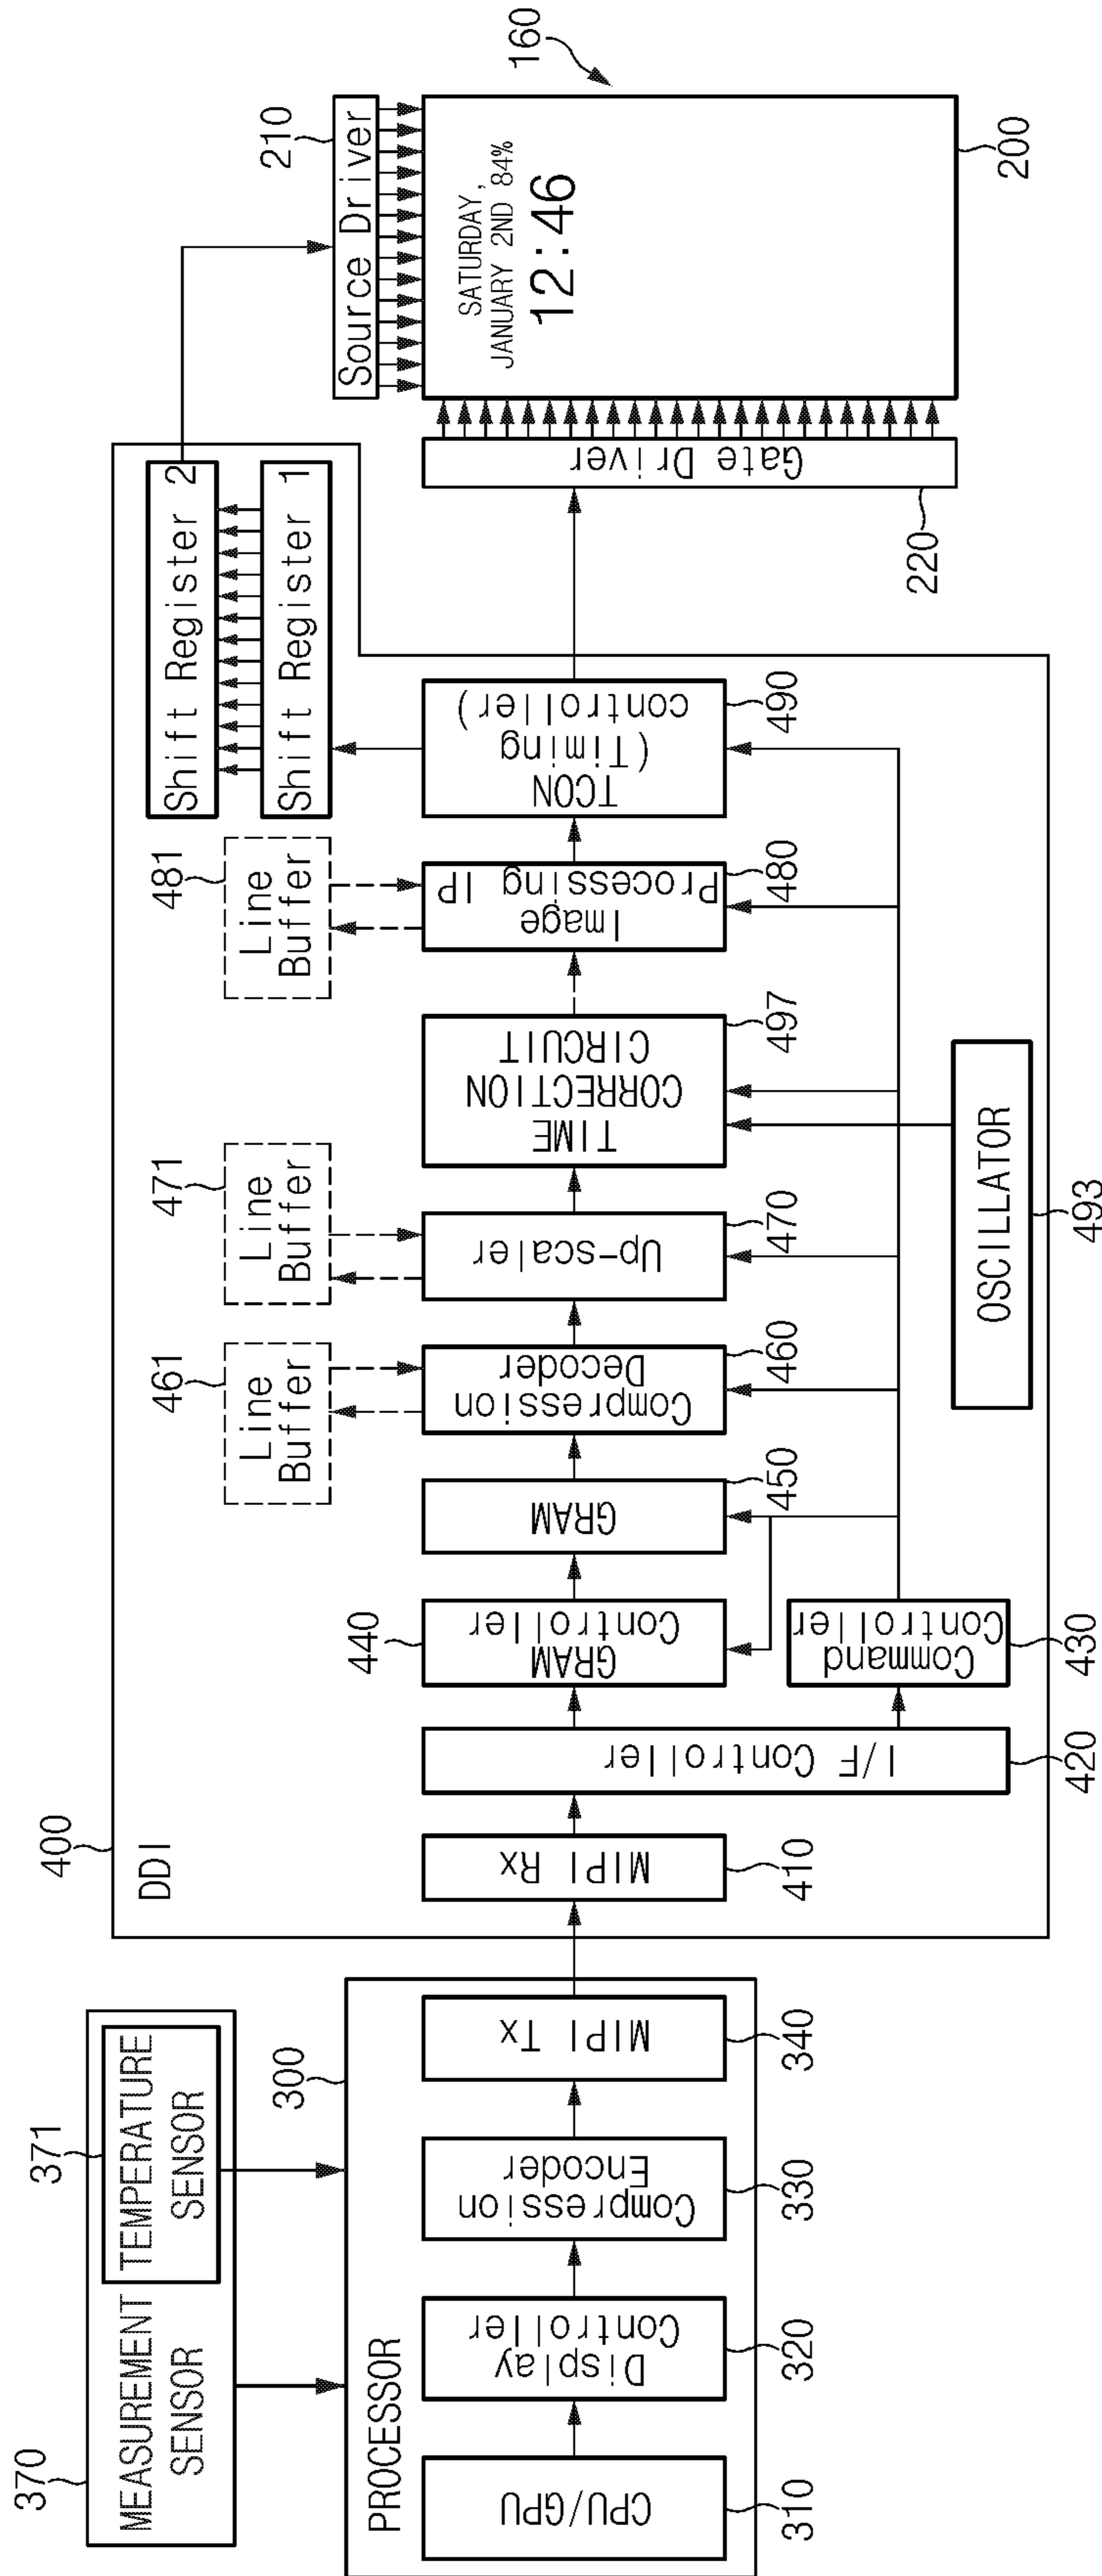 370
MEASUREMENT
SENSOR
371
TEMPERATURE
SENSOR
PROCESSOR
300
CPU/GPU
310
Display
Controller
320
Compression
Encoder
330
MIPI Tx
340
400
DDI
MIPI Rx
410
I/F Controller
420
440
GRAM
Controller
Command
Controller
430
GRAM
450
461
Line
Buffer
Compression
Decoder
460
471
Line
Buffer
Up-scaler
470
TIME
CORRECTION
CIRCUIT
497
OSCILLATOR
493
481
Line
Buffer
Image
Processing IP
480
Shift Register 2
Shift Register 1
TCON
(Timing
controller)
490
Source Driver
210
Gate Driver
220
160
SATURDAY,
JANUARY 2ND 84%
12:46
200